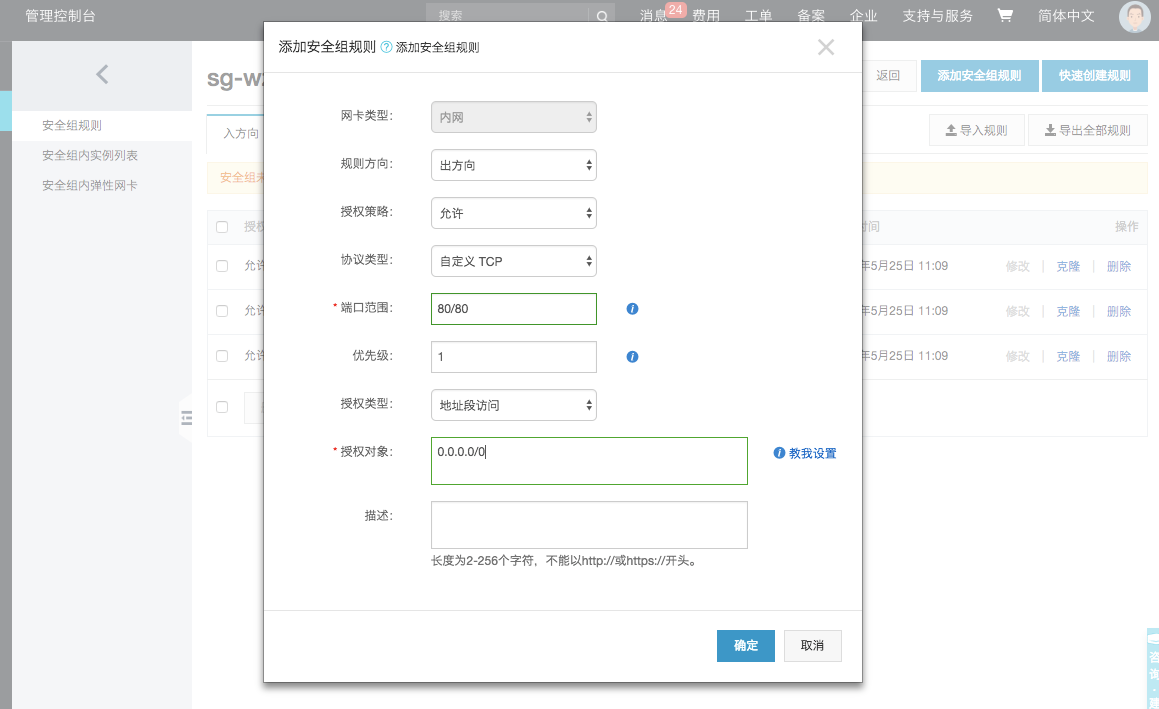 管理控制台
搜索
消息 24 费用 工单 备案 企业 支持与服务 简体中文
添加安全组规则 ? 添加安全组规则
sg-wz
返回 添加安全组规则 快速创建规则
安全组规则
安全组内实例列表
安全组内弹性网卡
入方向
导入规则 导出全部规则
网卡类型: 内网
规则方向: 出方向
授权策略: 允许
协议类型: 自定义 TCP
* 端口范围: 80/80
优先级: 1
授权类型: 地址段访问
* 授权对象: 0.0.0.0/0
教我设置
描述:
长度为2-256个字符，不能以http://或https://开头。
确定 取消
安全组
授权
时间 操作
允许 年5月25日 11:09 修改 | 克隆 | 删除
允许 年5月25日 11:09 修改 | 克隆 | 删除
允许 年5月25日 11:09 修改 | 克隆 | 删除
咨
询